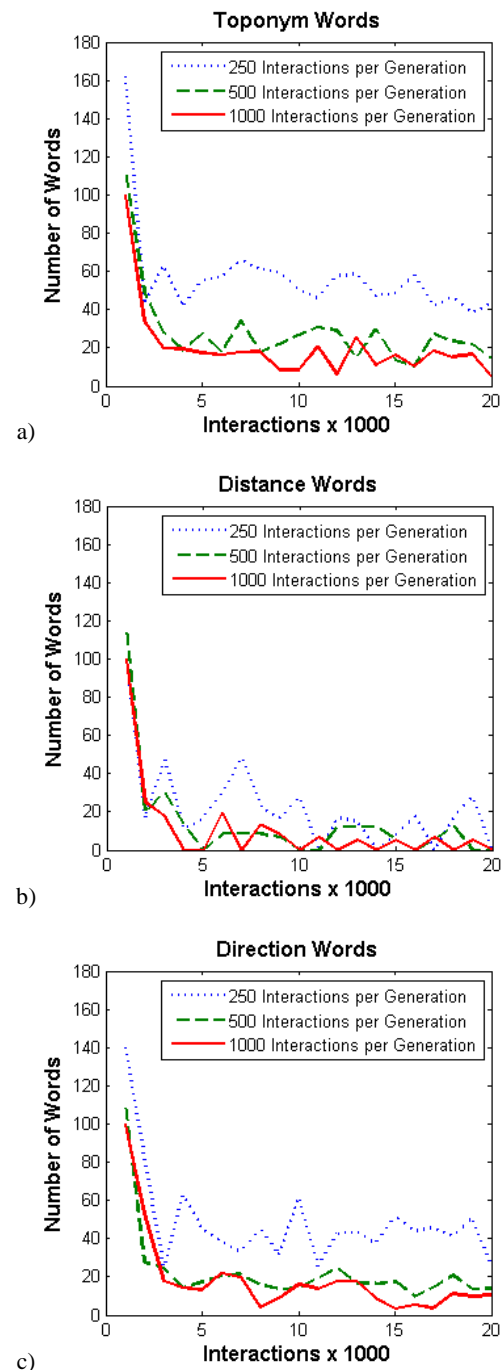 Toponym Words
180
160
140
120
100
80
60
40
20
0
Number of Words
250 Interactions per Generation
500 Interactions per Generation
1000 Interactions per Generation
0 5 10 15 20
Interactions x 1000
a)
Distance Words
180
160
140
120
100
80
60
40
20
0
Number of Words
250 Interactions per Generation
500 Interactions per Generation
1000 Interactions per Generation
0 5 10 15 20
Interactions x 1000
b)
Direction Words
180
160
140
120
100
80
60
40
20
0
Number of Words
250 Interactions per Generation
500 Interactions per Generation
1000 Interactions per Generation
0 5 10 15 20
Interactions x 1000
c)